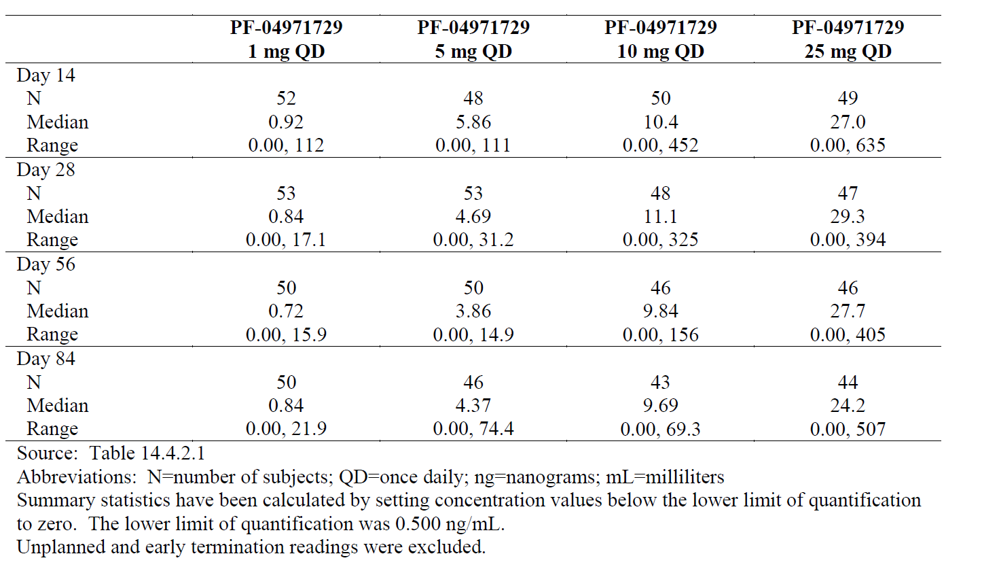 PF-04971729 PF-04971729 PF-04971729 PF-04971729
1 mg QD 5 mg QD 10 mg QD 25 mg QD
Day 14
N 52 48 50 49
Median 0.92 5.86 10.4 27.0
Range 0.00, 112 0.00, 111 0.00, 452 0.00, 635
Day 28
N 53 53 48 47
Median 0.84 4.69 11.1 29.3
Range 0.00, 17.1 0.00, 31.2 0.00, 325 0.00, 394
Day 56
N 50 50 46 46
Median 0.72 3.86 9.84 27.7
Range 0.00, 15.9 0.00, 14.9 0.00, 156 0.00, 405
Day 84
N 50 46 43 44
Median 0.84 4.37 9.69 24.2
Range 0.00, 21.9 0.00, 74.4 0.00, 69.3 0.00, 507
Source:  Table 14.4.2.1
Abbreviations:  N=number of subjects; QD=once daily; ng=nanograms; mL=milliliters
Summary statistics have been calculated by setting concentration values below the lower limit of quantification
to zero.  The lower limit of quantification was 0.500 ng/mL.
Unplanned and early termination readings were excluded.